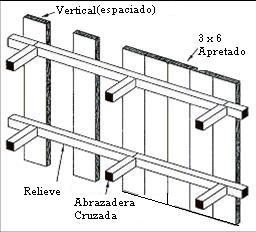 Vertical(espaciado)
3 x 6
Apretado
Relieve
Abrazadera
Cruzada